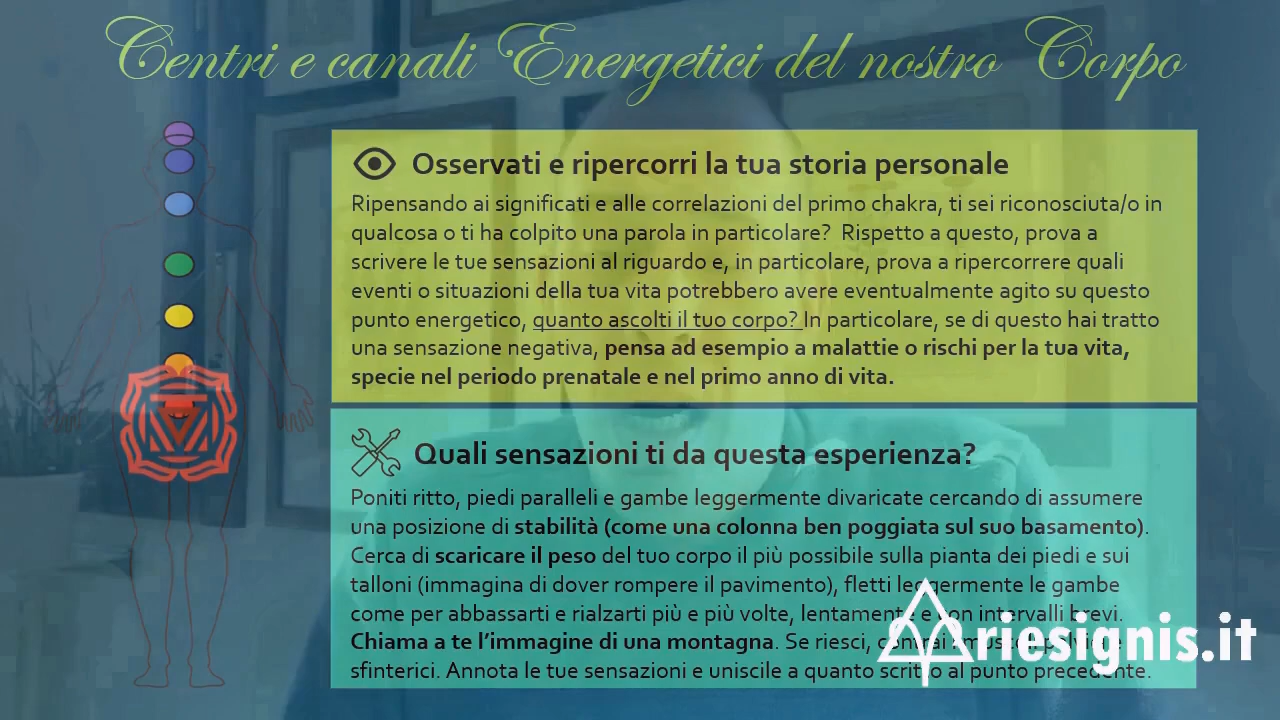 Centri e canali Energetici del nostro Corpo
Osservati e ripercorri la tua storia personale
Ripensando ai significati e alle correlazioni del primo chakra, ti sei riconosciuta/o in
qualcosa o ti ha colpito una parola in particolare? Rispetto a questo, prova a
scrivere le tue sensazioni al riguardo e, in particolare, prova a ripercorrere quali
eventi o situazioni della tua vita potrebbero avere eventualmente agito su questo
punto energetico, quanto ascolti il tuo corpo? In particolare, se di questo hai tratto
una sensazione negativa, pensa ad esempio a malattie o rischi per la tua vita,
specie nel periodo prenatale e nel primo anno di vita.
Quali sensazioni ti da questa esperienza?
Poniti ritto, piedi paralleli e gambe leggermente divaricate cercando di assumere
una posizione di stabilità (come una colonna ben poggiata sul suo basamento).
Cerca di scaricare il peso del tuo corpo il più possibile sulla pianta dei piedi e sui
talloni (immagina di dover rompere il pavimento), fletti leggermente le gambe
come per abbassarti e rialzarti più e più volte, lentamente e con intervalli brevi.
Chiama a te l'immagine di una montagna. Se riesci, contrai i muscoli
sfinterici. Annota le tue sensazioni e uniscile a quanto scritto al punto precedente.
riesignis.it